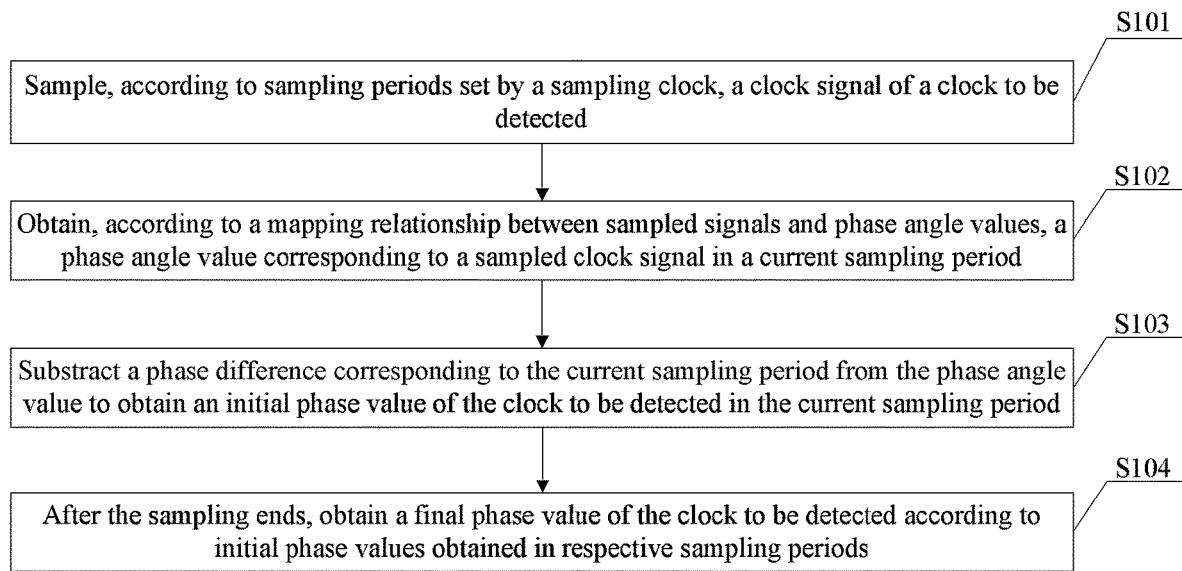 S101
Sample, according to sampling periods set by a sampling clock, a clock signal of a clock to be
detected
S102
Obtain, according to a mapping relationship between sampled signals and phase angle values, a
phase angle value corresponding to a sampled clock signal in a current sampling period
S103
Substract a phase difference corresponding to the current sampling period from the phase angle
value to obtain an initial phase value of the clock to be detected in the current sampling period
S104
After the sampling ends, obtain a final phase value of the clock to be detected according to
initial phase values obtained in respective sampling periods